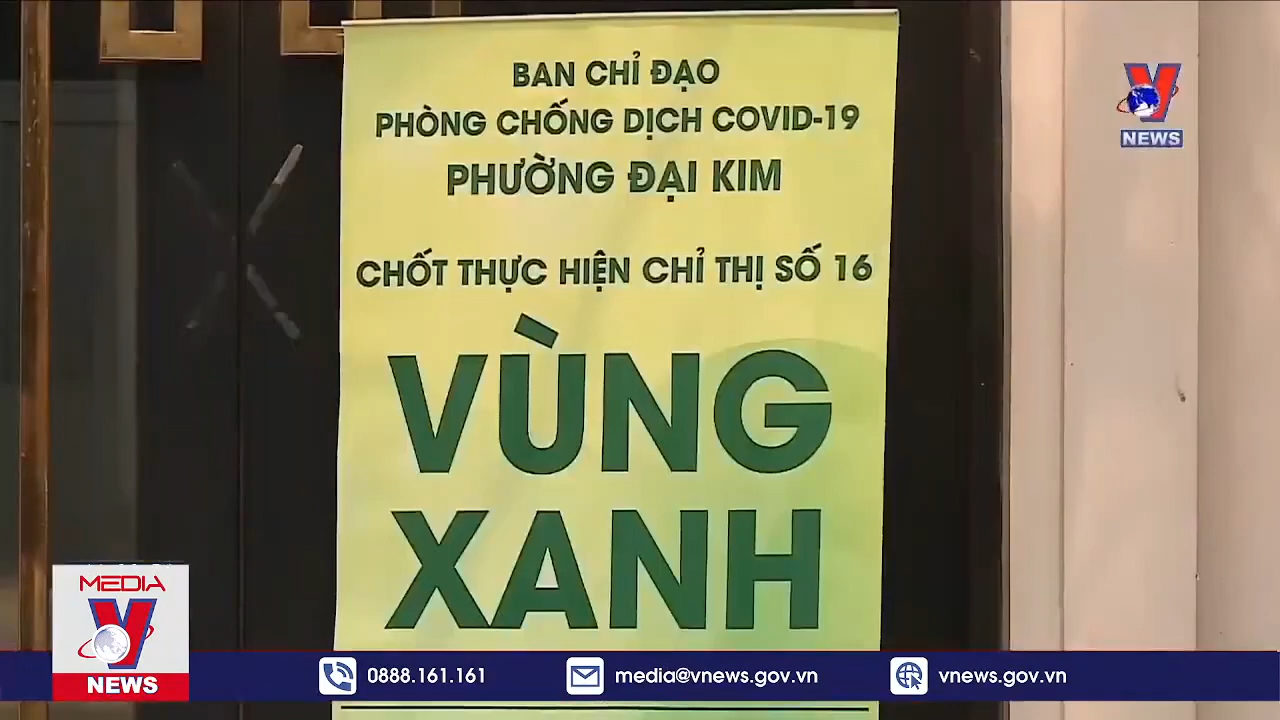 BAN CHỈ ĐẠO
PHÒNG CHỐNG DỊCH COVID-19
PHƯỜNG ĐẠI KIM
CHỐT THỰC HIỆN CHỈ THỊ SỐ 16
VÙNG
XANH
V
NEWS
MEDIA
V
NEWS
0888.161.161
media@vnews.gov.vn
vnews.gov.vn